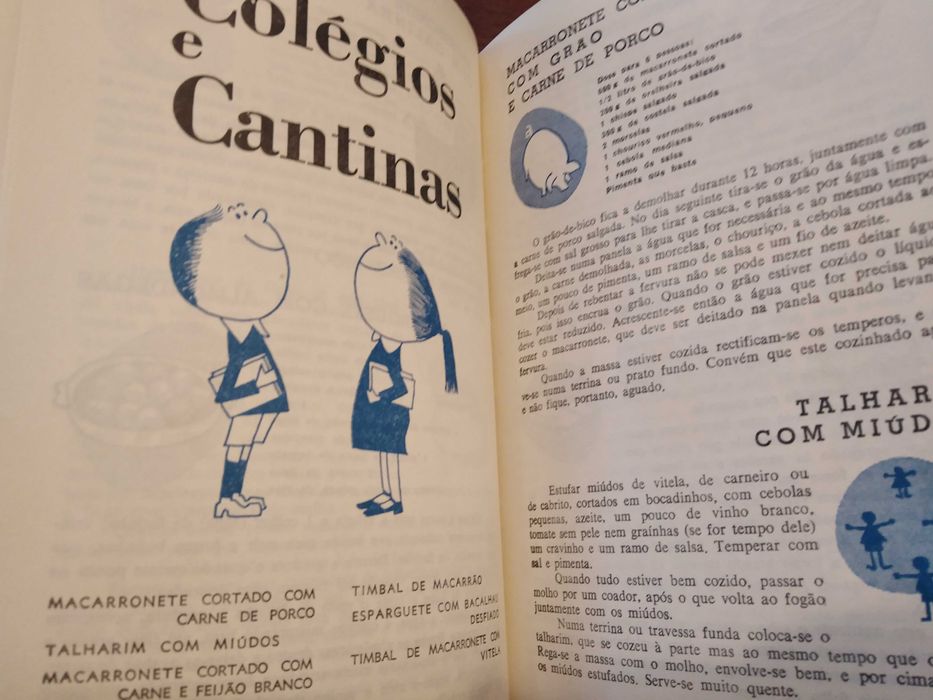 Colégios
e
Cantinas
MACARRONETE CORTADO COM
CARNE DE PORCO
TALHARIM COM MIÚDOS
MACARRONETE CORTADO COM
CARNE E FEIJÃO BRANCO
TIMBAL DE MACARRÃO
ESPARGUETE COM BACALHAU
DESFIADO
TIMBAL DE MACARRONETE COM
VITELA
MACARRONETE CO
COM GRAO
E CARNE DE PORCO
Dose para 6 pessoas:
500 g de macarronete cortado
1/2 litro de grão-de-bico
250 g de orelheira salgada
1 chispe salgado
300 g de costela salgada
2 morcelas
1 chouriço vermelho, pequeno
1 cebola mediana
1 ramo de salsa
Pimenta que baste
a
O grão-de-bico fica a demolhar durante 12 horas, juntamente com
a carne de porco salgada. No dia seguinte tira-se o grão da água e es-
frega-se com sal grosso para lhe tirar a casca, e passa-se por água limpa.
Deita-se numa panela a água que for necessária e ao mesmo tempo
o grão, a carne demolhada, as morcelas, o chouriço, a cebola cortada ao
meio, um pouco de pimenta, um ramo de salsa e um fio de azeite.
Depois de rebentar a fervura não se pode mexer nem deitar água
fria, pois isso encrua o grão. Quando o grão estiver cozido o líquido
deve estar reduzido. Acrescente-se então a água que for precisa pa
cozer o macarronete, que deve ser deitado na panela quando levan
fervura.
Quando a massa estiver cozida rectificam-se os temperos, e
ve-se numa terrina ou prato fundo. Convém que este cozinhado ap
e não fique, portanto, aguado,
TALHAR
COM MIÚD
Estufar miúdos de vitela, de carneiro ou
de cabrito, cortados em bocadinhos, com cebolas
pequenas, azeite, um pouco de vinho branco,
tomate sem pele nem graínhas (se for tempo dele)
um cravinho e um ramo de salsa, Temperar com
sal e pimenta.
Quando tudo estiver bem cozido, passar o
molho por um coador, após o que volta ao fogão
juntamente com os miúdos.
Numa terrina ou travessa funda coloca-se o
talharim, que se cozeu à parte mas ao mesmo tempo que o
Rega-se a massa com o molho, envolve-se bem, e por cima
os miúdos estufados. Serve-se muito quente.